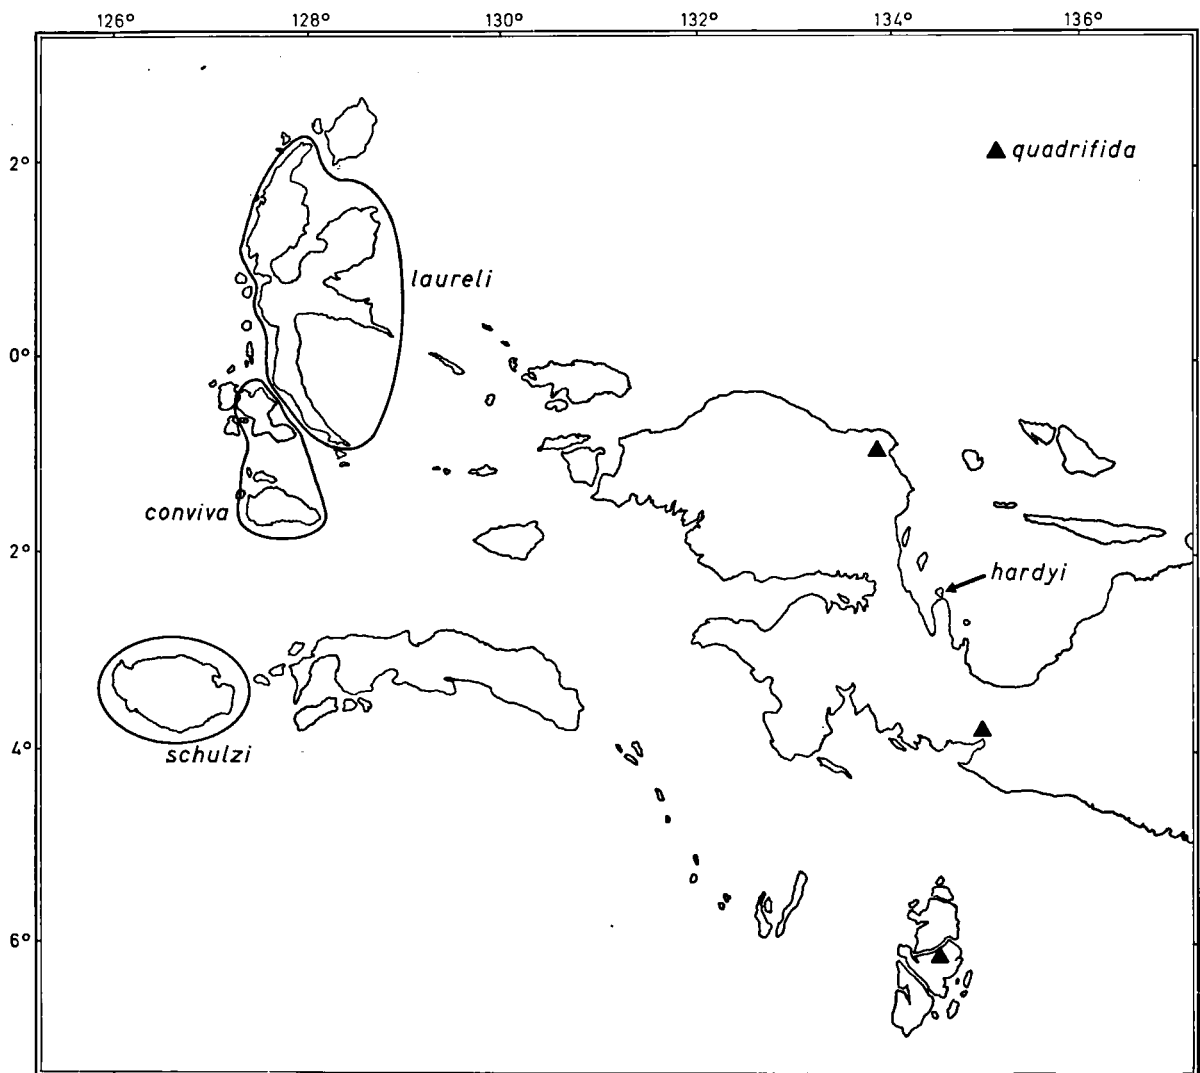 126° 128° 130° 132° 134° 136°
2°
▲ quadrifida
laureli
0°
conviva
2°
hardyi
schulzi
4°
6°